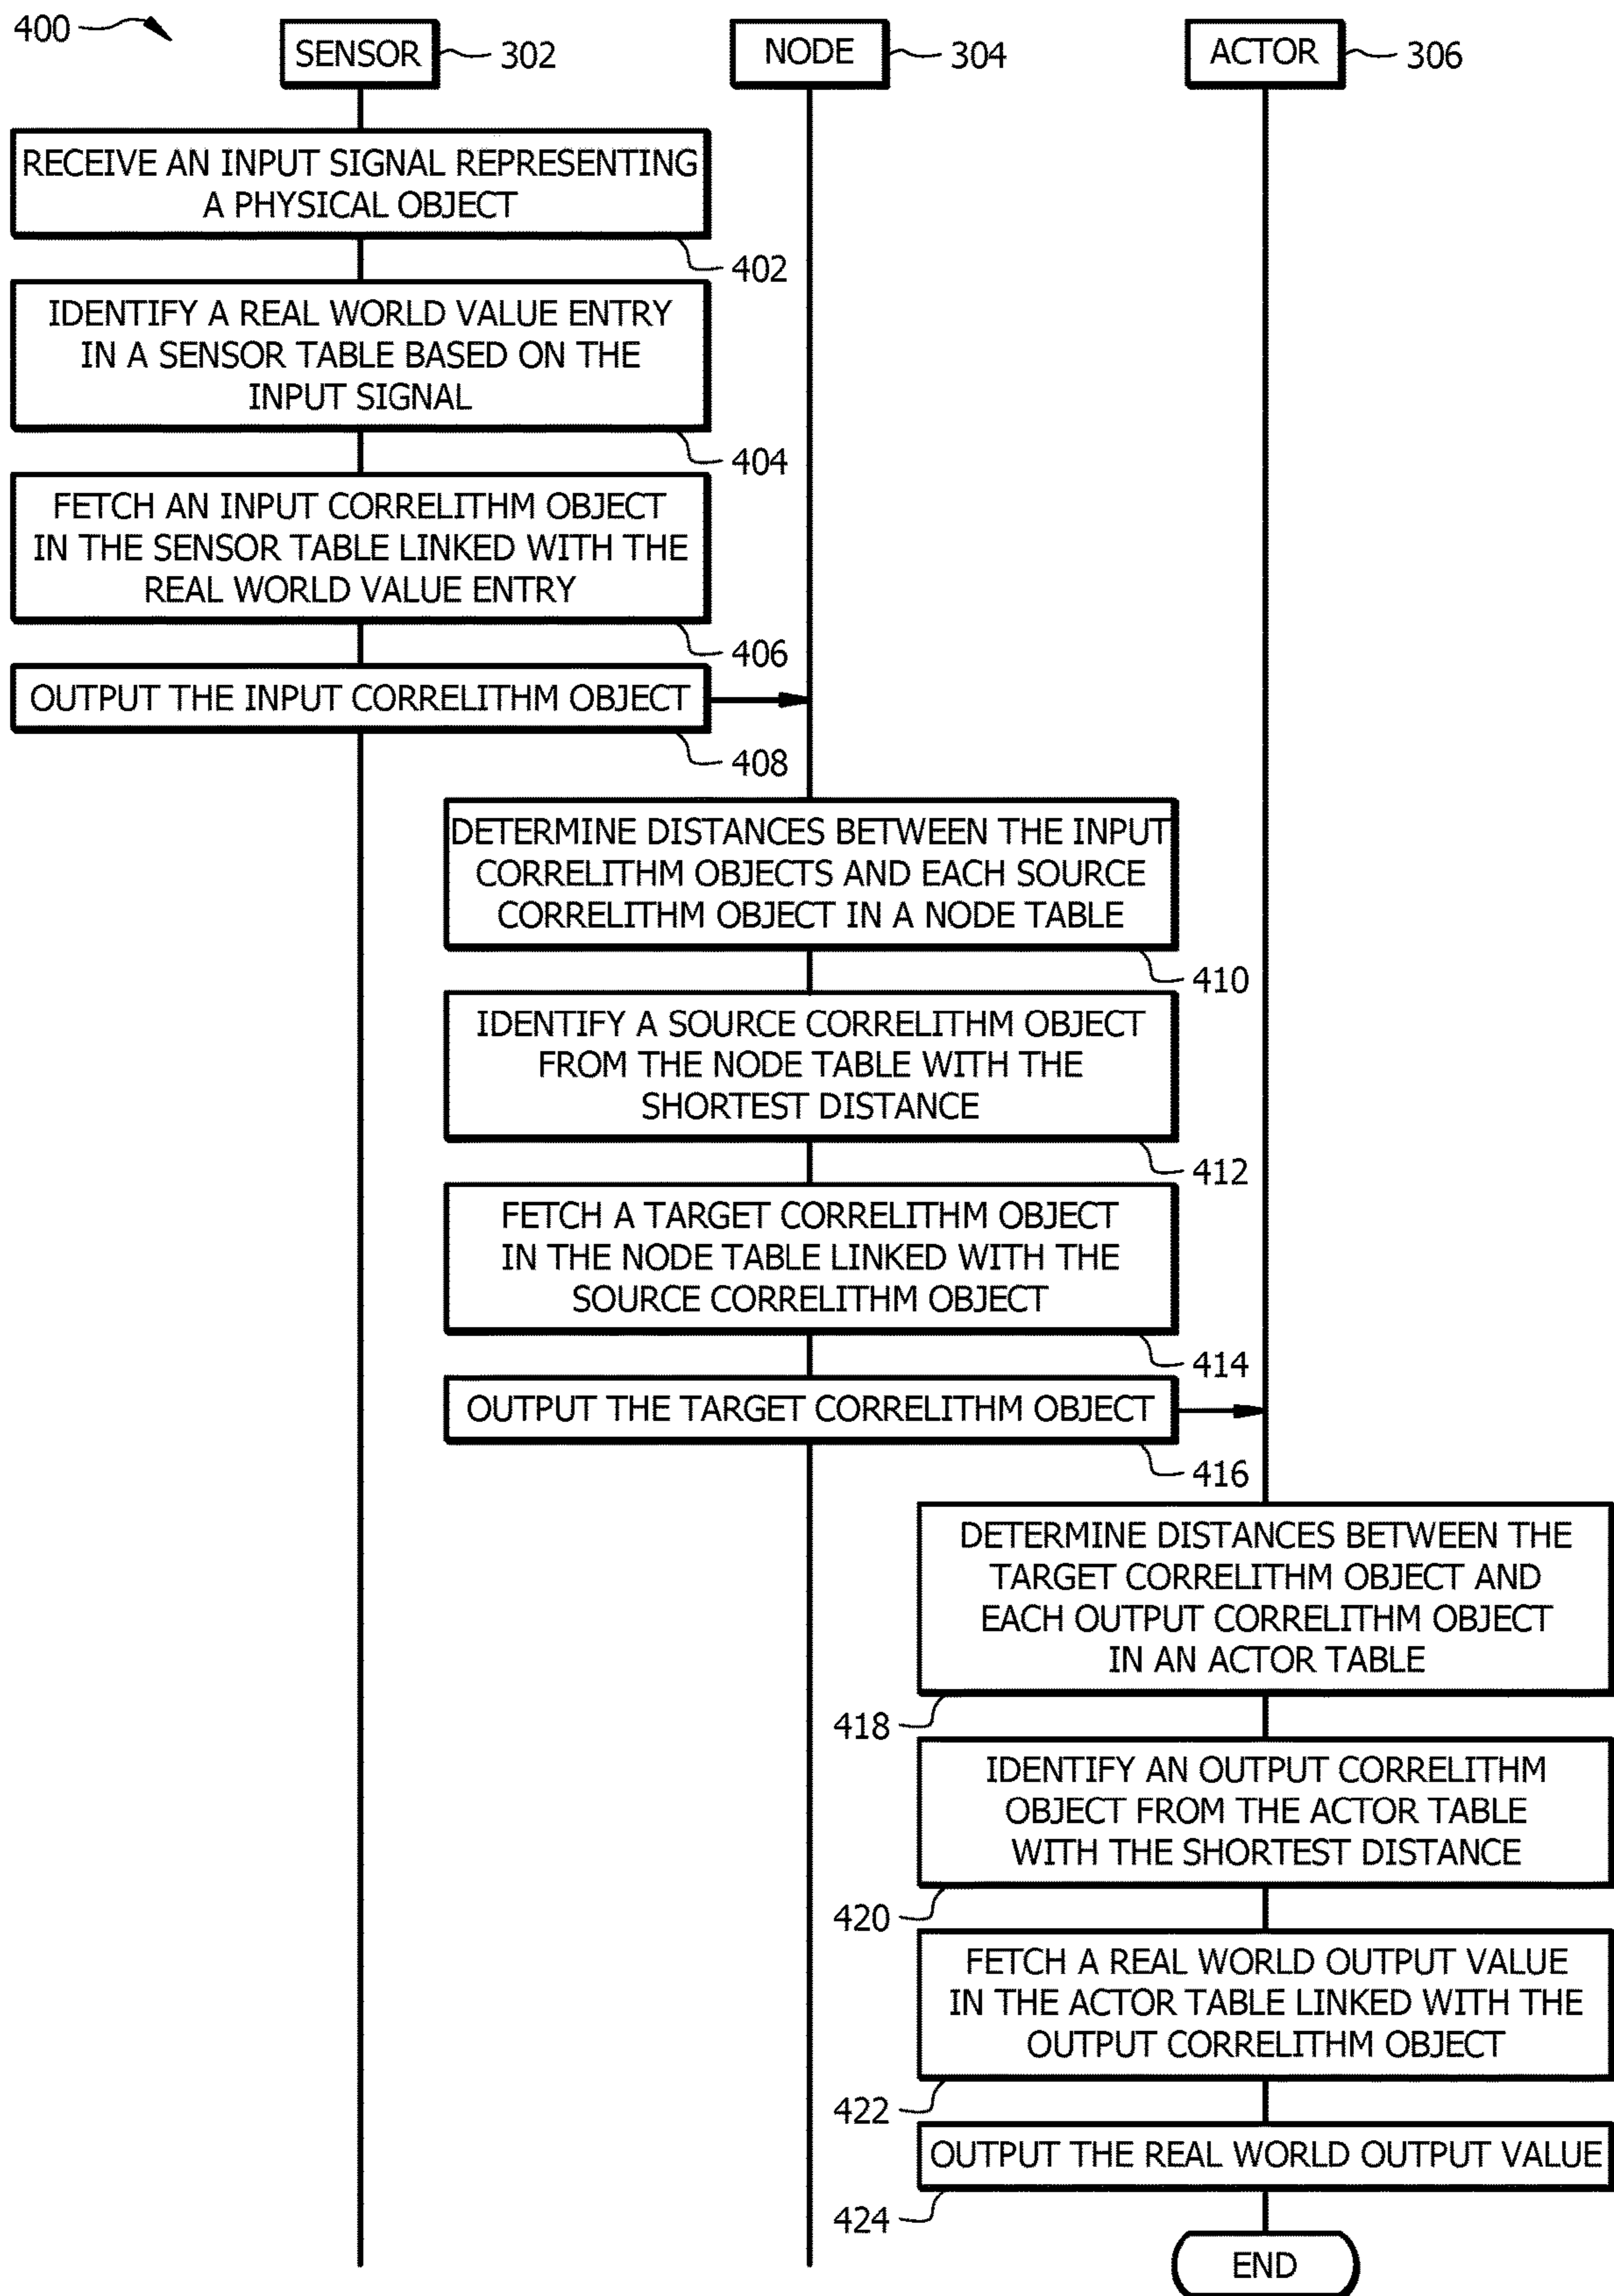 400
SENSOR
302
NODE
304
ACTOR
306
RECEIVE AN INPUT SIGNAL REPRESENTING
A PHYSICAL OBJECT
402
IDENTIFY A REAL WORLD VALUE ENTRY
IN A SENSOR TABLE BASED ON THE
INPUT SIGNAL
404
FETCH AN INPUT CORRELITHM OBJECT
IN THE SENSOR TABLE LINKED WITH THE
REAL WORLD VALUE ENTRY
406
OUTPUT THE INPUT CORRELITHM OBJECT
408
DETERMINE DISTANCES BETWEEN THE INPUT
CORRELITHM OBJECTS AND EACH SOURCE
CORRELITHM OBJECT IN A NODE TABLE
410
IDENTIFY A SOURCE CORRELITHM OBJECT
FROM THE NODE TABLE WITH THE
SHORTEST DISTANCE
412
FETCH A TARGET CORRELITHM OBJECT
IN THE NODE TABLE LINKED WITH THE
SOURCE CORRELITHM OBJECT
414
OUTPUT THE TARGET CORRELITHM OBJECT
416
DETERMINE DISTANCES BETWEEN THE
TARGET CORRELITHM OBJECT AND
EACH OUTPUT CORRELITHM OBJECT
IN AN ACTOR TABLE
418
IDENTIFY AN OUTPUT CORRELITHM
OBJECT FROM THE ACTOR TABLE
WITH THE SHORTEST DISTANCE
420
FETCH A REAL WORLD OUTPUT VALUE
IN THE ACTOR TABLE LINKED WITH THE
OUTPUT CORRELITHM OBJECT
422
OUTPUT THE REAL WORLD OUTPUT VALUE
424
END